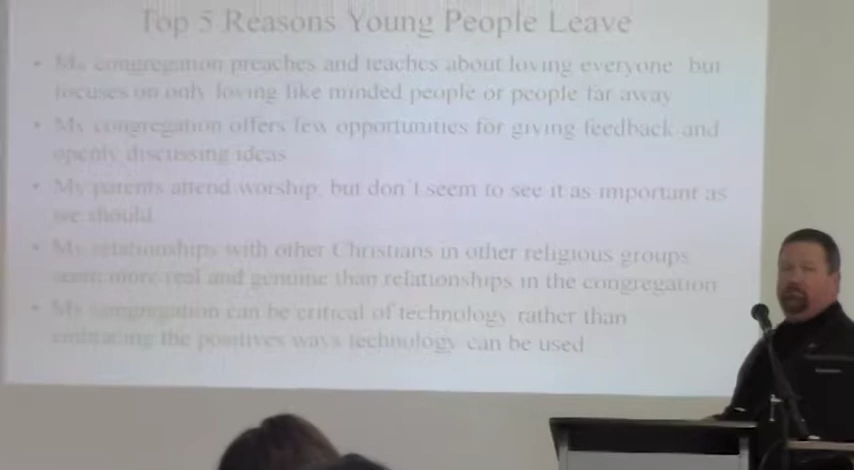 Top 5 Reasons Young People Leave
• My congregation preaches and teaches about loving everyone but
focuses on only loving like minded people or people far away
• My congregation offers few opportunities for giving feedback and
openly discussing ideas
• My parents attend worship, but don't seem to see it as important as
we should
• My relationships with other Christians in other religious groups
seem more real and genuine than relationships in the congregation
• My congregation can be critical of technology rather than
embracing the positives ways technology can be used